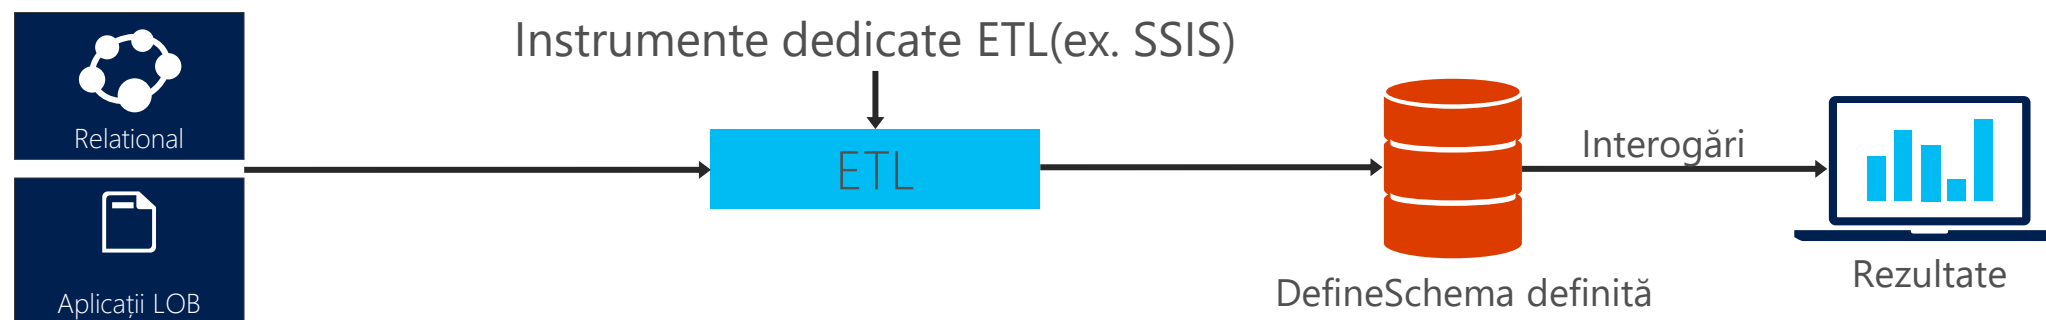 Instrumente dedicate ETL(ex. SSIS)
Relational
ETL
Interogări
Aplicații LOB
DefineSchema definită
Rezultate